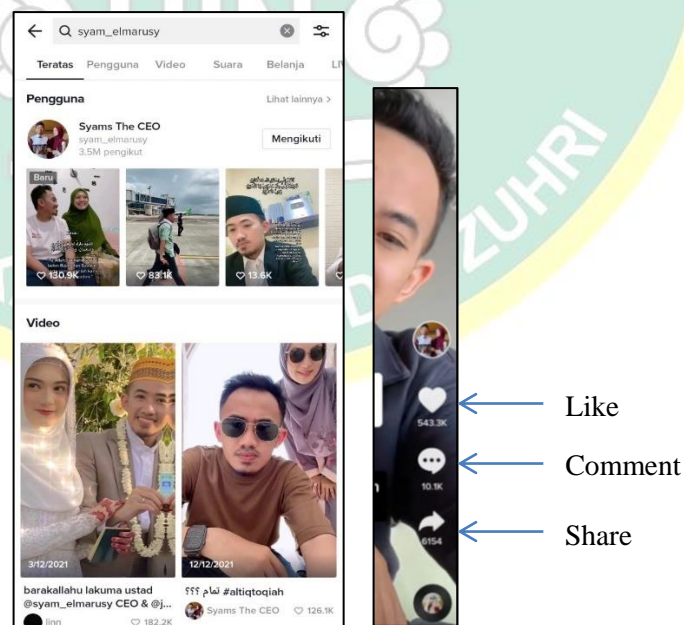 syam_elmarusy
Teratas Pengguna Video Suara Belanja LI
Pengguna
Lihat lainnya >
Syams The CEO
syam_elmarusy
3.5M pengikut
Mengikuti
Baru
130.9K
83.1K
13.6K
Video
3/12/2021
12/12/2021
barakallahu lakuma ustad
@syam_elmarusy CEO & @j...
linn
182.2K
تمام ؟؟؟ #altiqtoqiah
Syams The CEO
126.1K
543.3K
10.1K
6154
Like
Comment
Share
ZUHRI